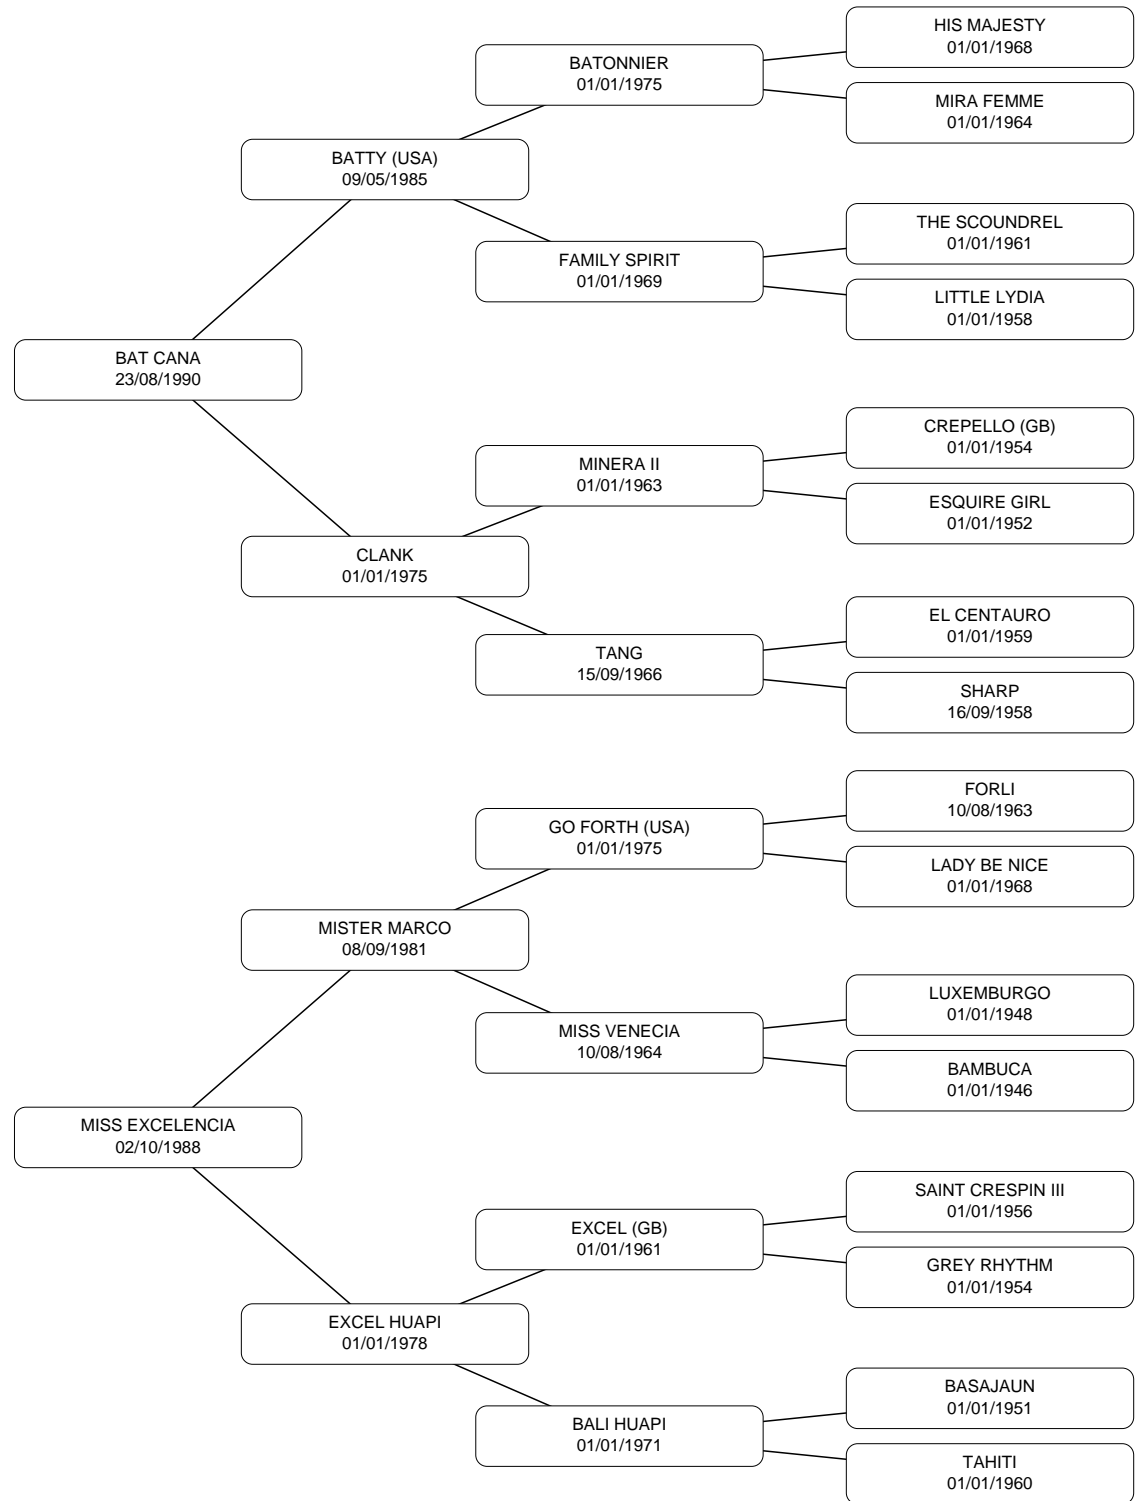 HIS MAJESTY
01/01/1968
BATONNIER
01/01/1975
MIRA FEMME
01/01/1964
BATTY (USA)
09/05/1985
THE SCOUNDREL
01/01/1961
FAMILY SPIRIT
01/01/1969
LITTLE LYDIA
01/01/1958
BAT CANA
23/08/1990
CREPELLO (GB)
01/01/1954
MINERA II
01/01/1963
ESQUIRE GIRL
01/01/1952
CLANK
01/01/1975
EL CENTAURO
01/01/1959
TANG
15/09/1966
SHARP
16/09/1958
FORLI
10/08/1963
GO FORTH (USA)
01/01/1975
LADY BE NICE
01/01/1968
MISTER MARCO
08/09/1981
LUXEMBURGO
01/01/1948
MISS VENECIA
10/08/1964
BAMBUCA
01/01/1946
MISS EXCELENCIA
02/10/1988
SAINT CRESPIN III
01/01/1956
EXCEL (GB)
01/01/1961
GREY RHYTHM
01/01/1954
EXCEL HUAPI
01/01/1978
BASAJAUN
01/01/1951
BALI HUAPI
01/01/1971
TAHITI
01/01/1960